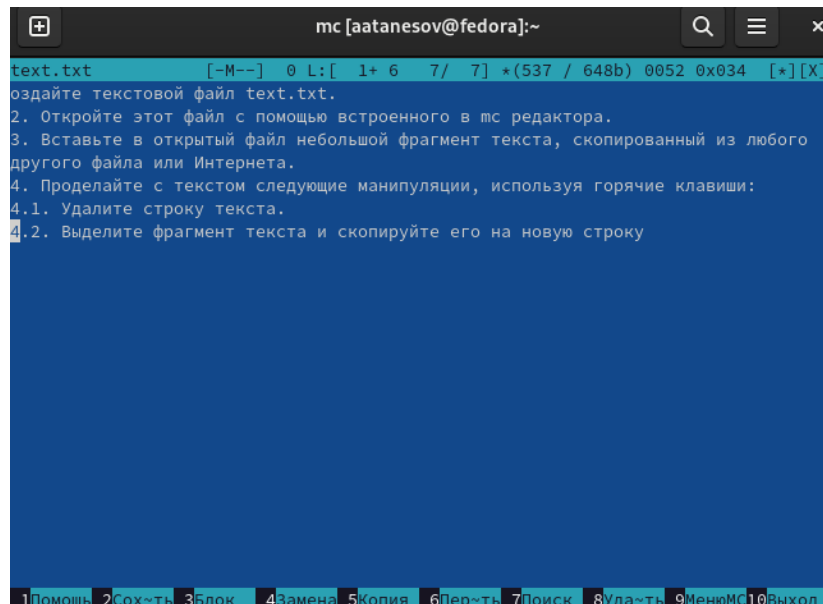 mc [aatanesov@fedora]:~
text.txt [-M--] 0 L:[ 1+ 6 7/ 7] *(537 / 648b) 0052 0x034 [*][X]
оздайте текстовой файл text.txt.
2. Откройте этот файл с помощью встроенного в mc редактора.
3. Вставьте в открытый файл небольшой фрагмент текста, скопированный из любого
другого файла или Интернета.
4. Проделайте с текстом следующие манипуляции, используя горячие клавиши:
4.1. Удалите строку текста.
4.2. Выделите фрагмент текста и скопируйте его на новую строку
1Помощь 2Сох~ть 3Блок 4Замена 5Копия 6Пер~ть 7Поиск 8Уда~ть 9МенюМС 10Выход